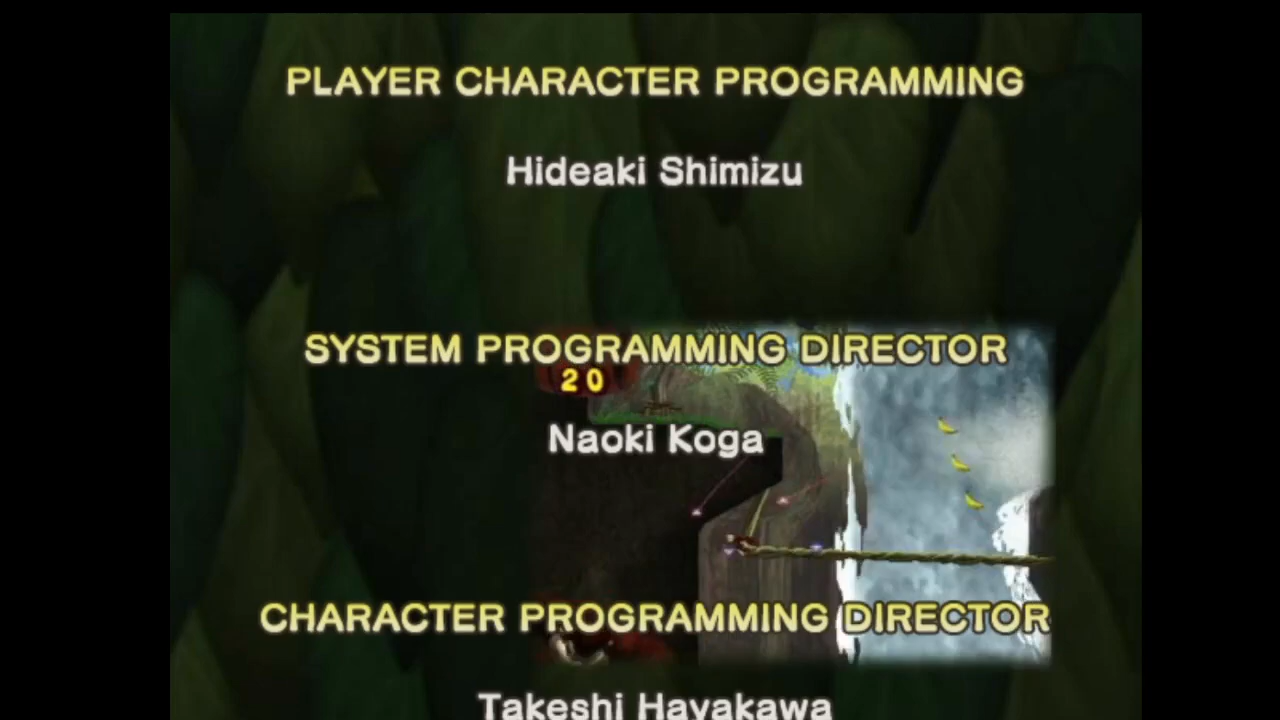 PLAYER CHARACTER PROGRAMMING
Hideaki Shimizu
SYSTEM PROGRAMMING DIRECTOR
20
Naoki Koga
CHARACTER PROGRAMMING DIRECTOR
Takeshi Hayakawa